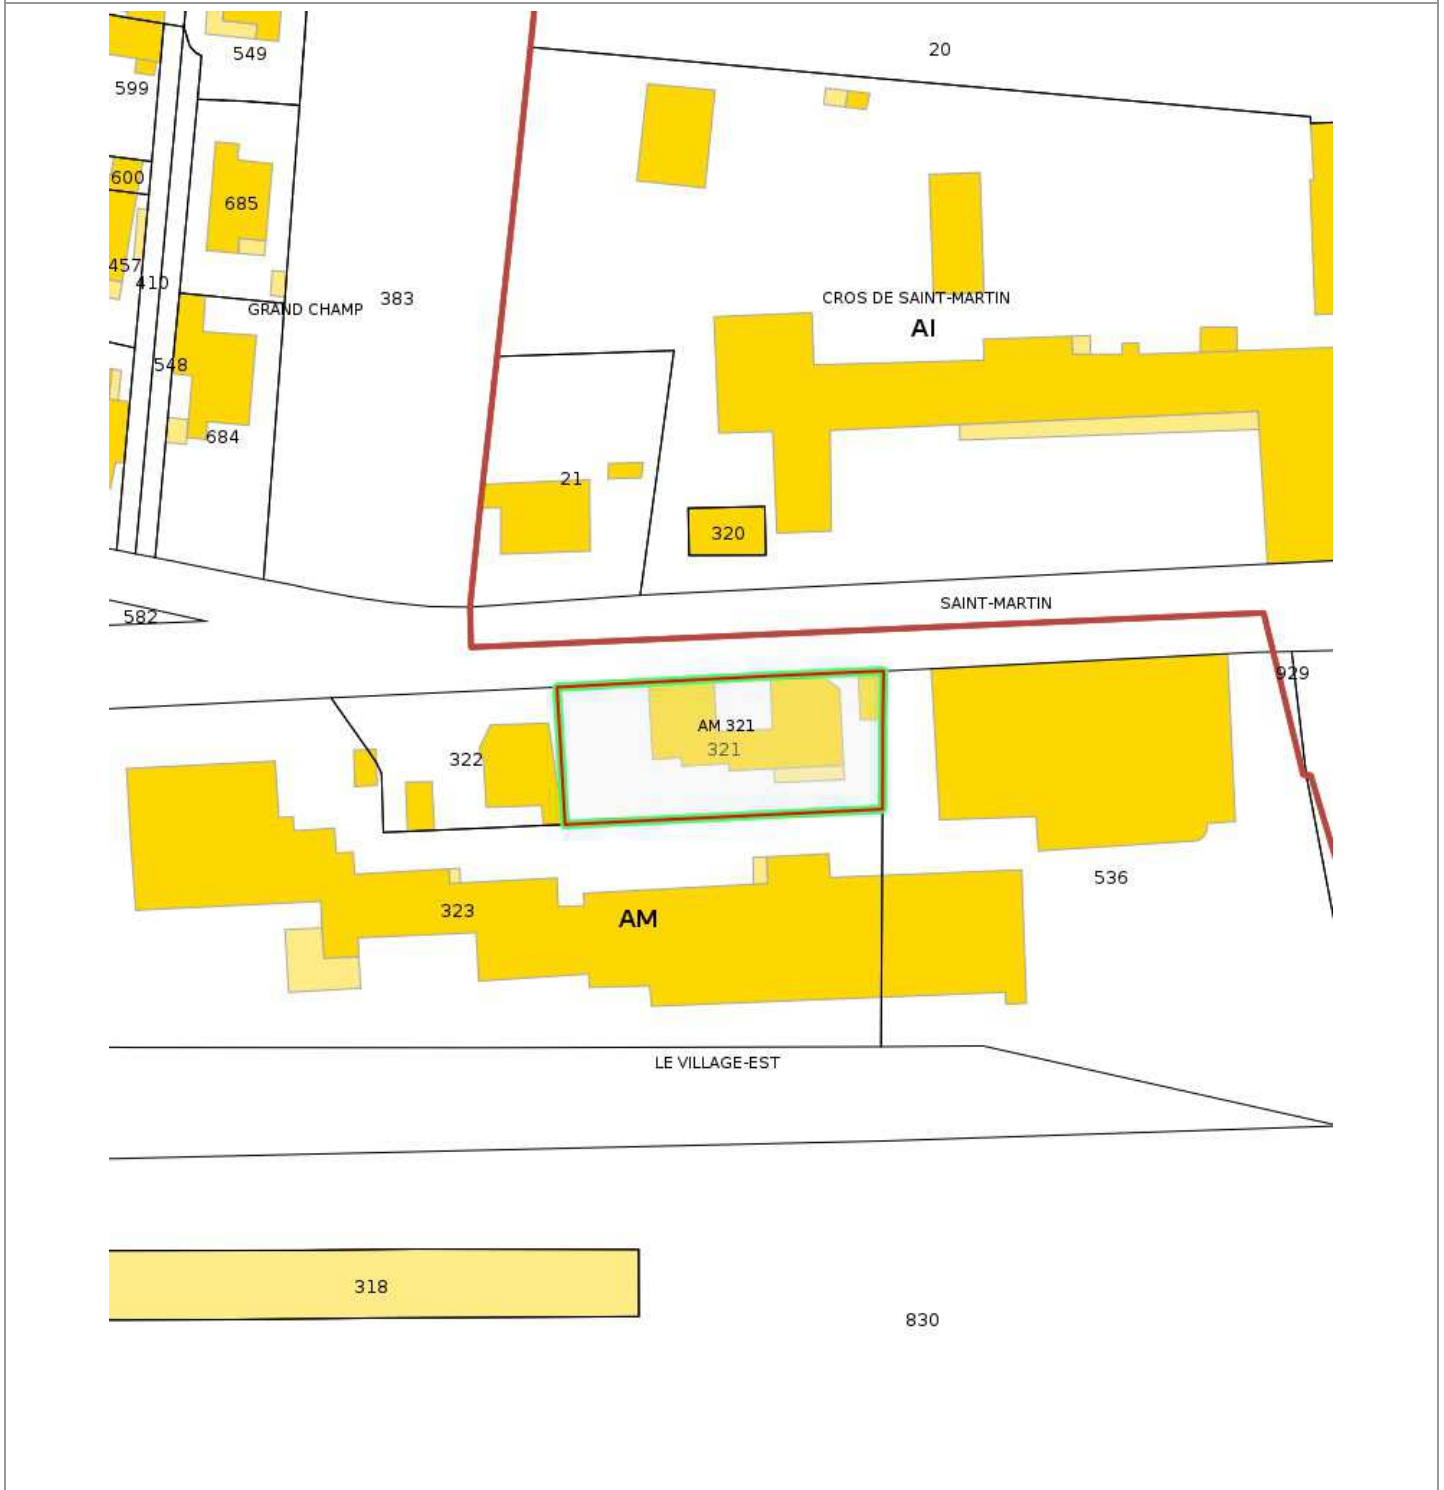 20
549
599
600
685
457
410
383
GRAND CHAMP
CROS DE SAINT-MARTIN
AI
548
684
21
320
SAINT-MARTIN
582
929
AM 321
321
322
536
323
AM
LE VILLAGE-EST
318
830